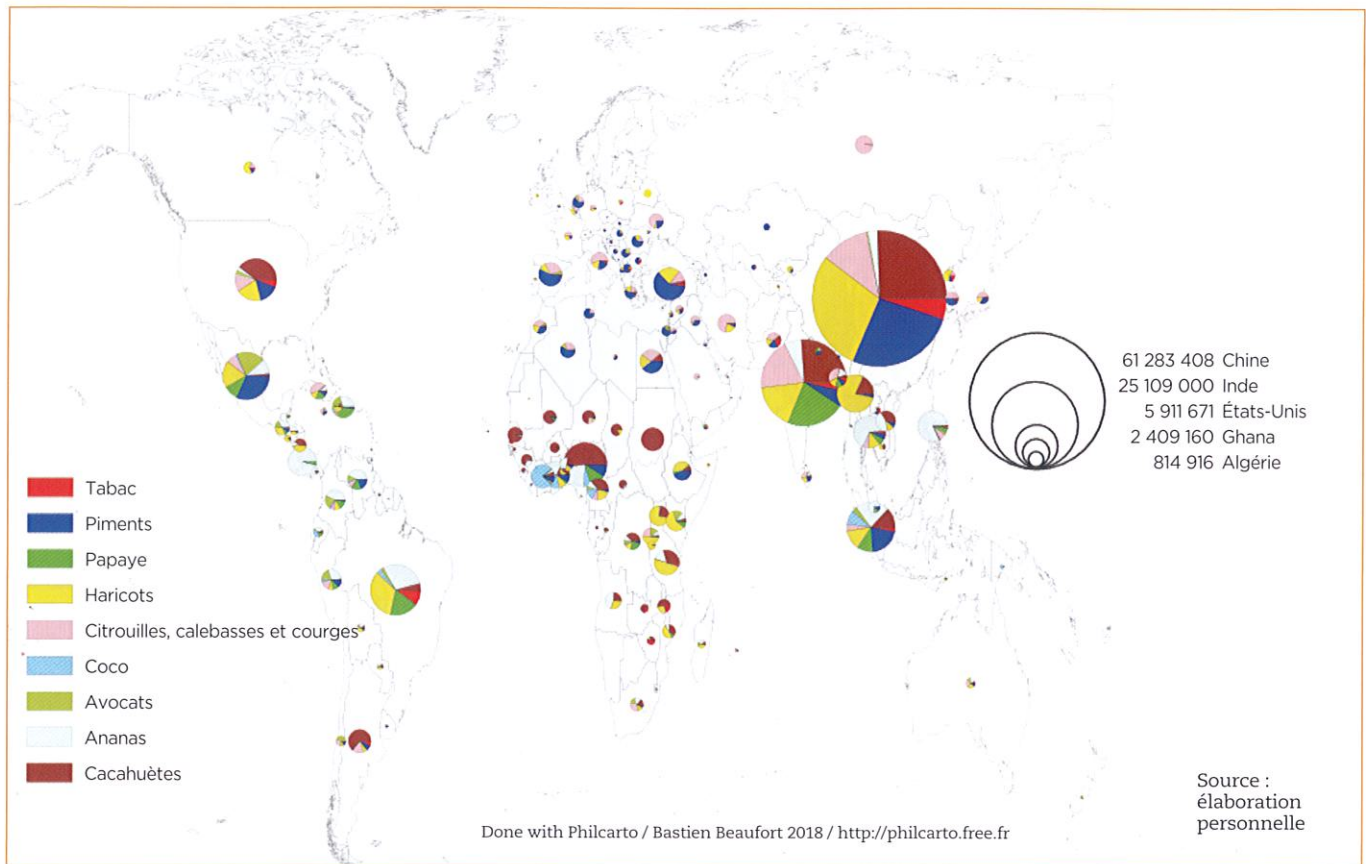 61 283 408 Chine
25 109 000 Inde
5 911 671 États-Unis
2 409 160 Ghana
814 916 Algérie
Tabac
Piments
Papaye
Haricots
Citrouilles, calebasses et courges
Coco
Avocats
Ananas
Cacahuètes
Source :
élaboration
personnelle
Done with Philcarto / Bastien Beaufort 2018 / http://philcarto.free.fr